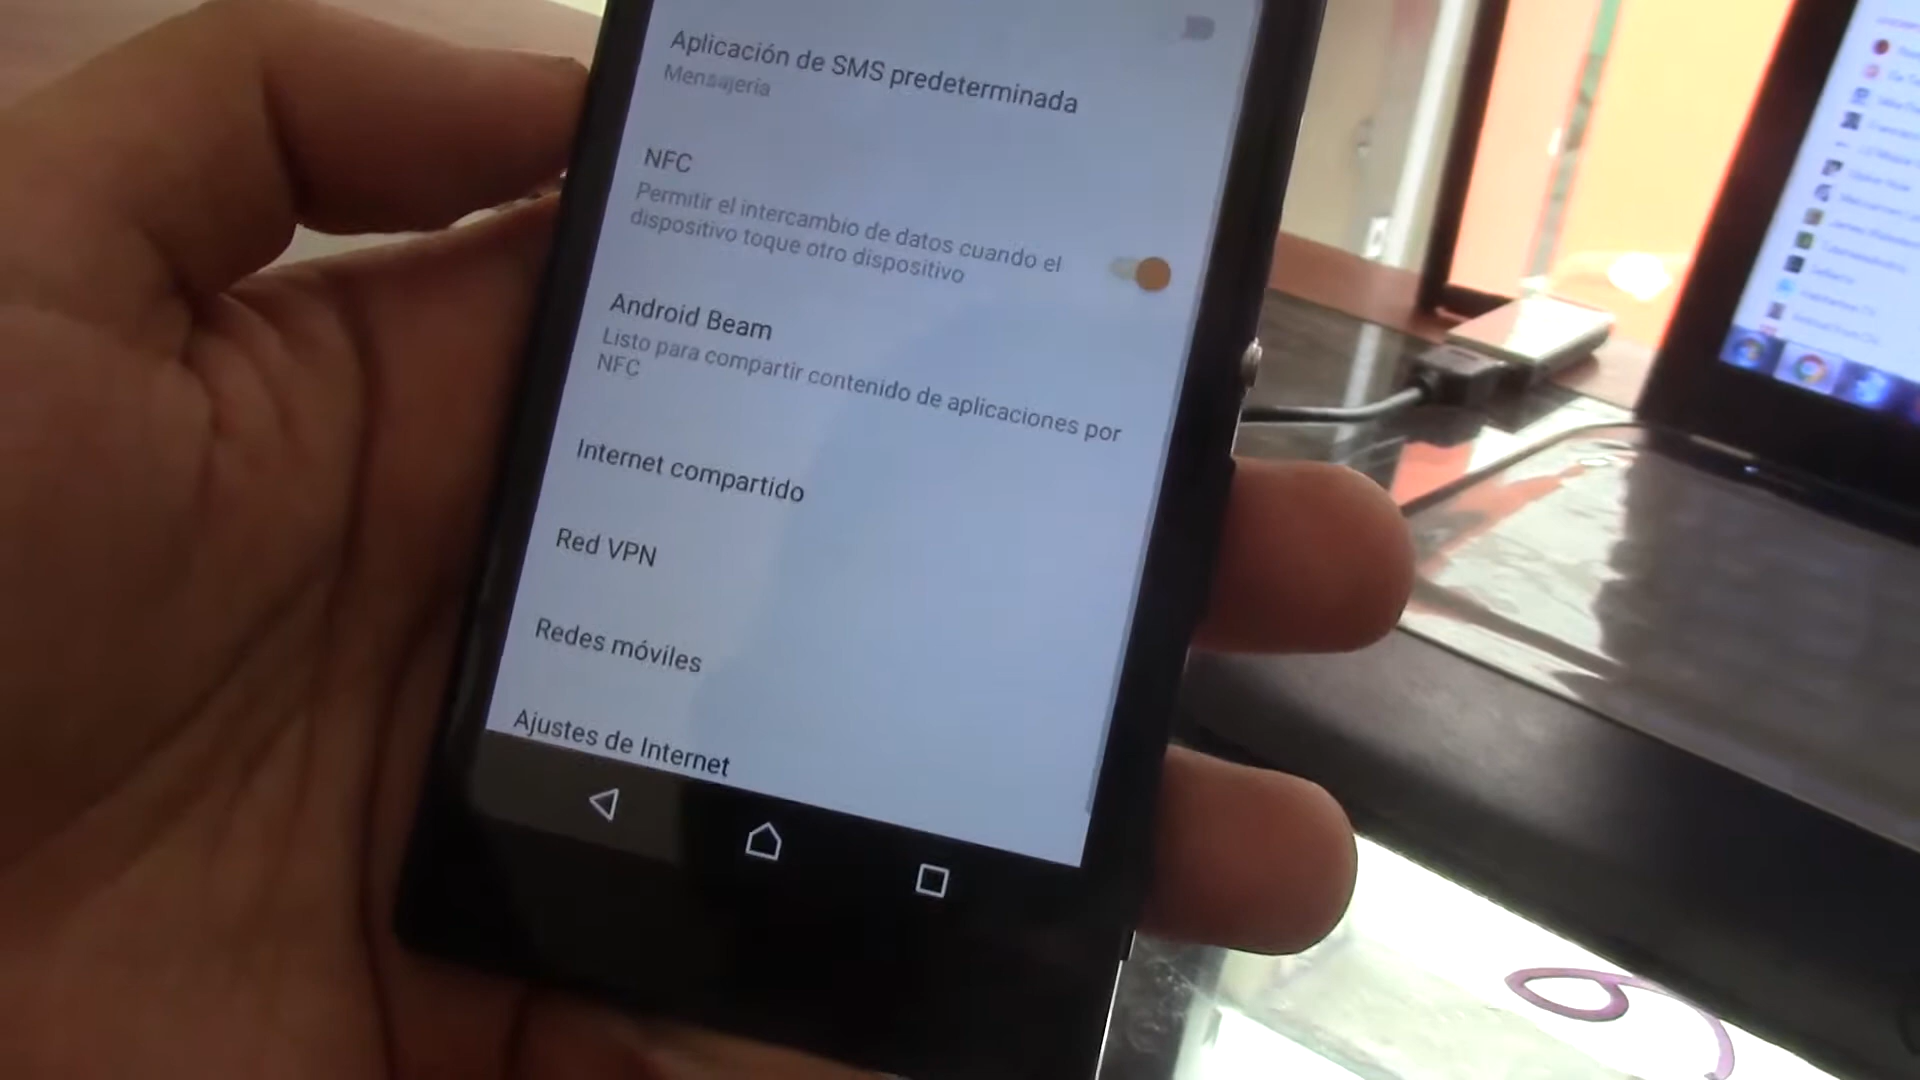 Aplicación de SMS predeterminada
Mensajería
NFC
Permitir el intercambio de datos cuando el
dispositivo toque otro dispositivo
Android Beam
Listo para compartir contenido de aplicaciones por
NFC
Internet compartido
Red VPN
Redes móviles
Ajustes de Internet